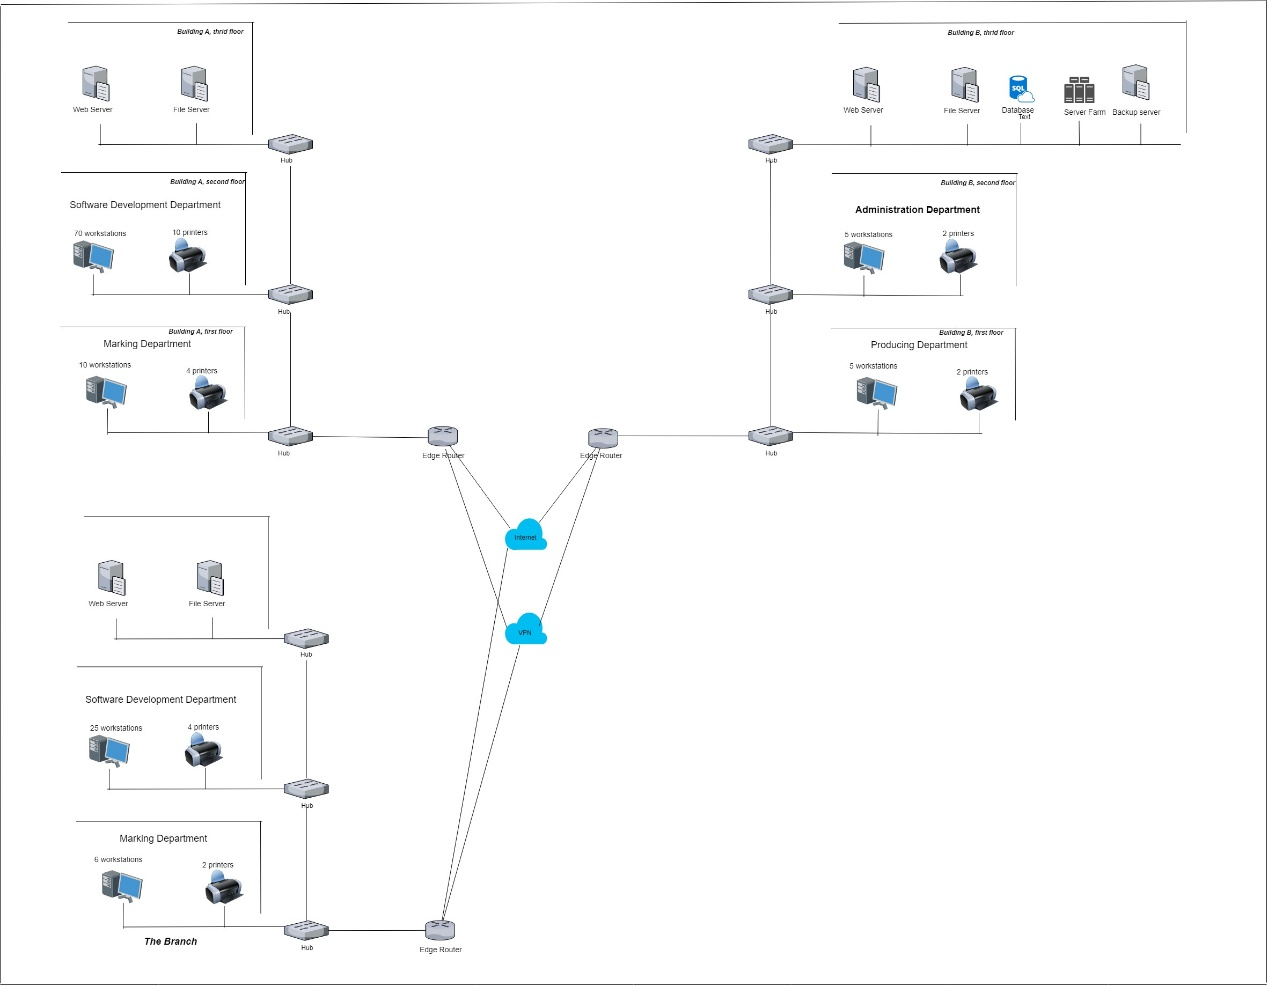 Building A, thrid floor
Web Server
File Server
Hub
Building A, second floor
Software Development Department
70 workstations
10 printers
Hub
Building A, first floor
Marking Department
10 workstations
4 printers
Hub
Edge Router
Building B, thrid floor
Web Server
File Server
SQL
Database
Text
Server Farm
Backup server
Hub
Building B, second floor
Administration Department
5 workstations
2 printers
Hub
Building B, first floor
Producing Department
5 workstations
2 printers
Hub
Edge Router
Internet
VPN
Web Server
File Server
Hub
Software Development Department
25 workstations
4 printers
Hub
Marking Department
6 workstations
2 printers
The Branch
Hub
Edge Router